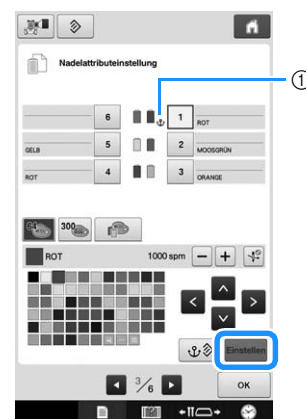 Nadelattributeinstellung
①
6 1 ROT
GELB 5 2 MOOSGRÜN
ROT 4 3 ORANGE
64 300
ROT 1000 spm − +
Einstellen
3/6 OK